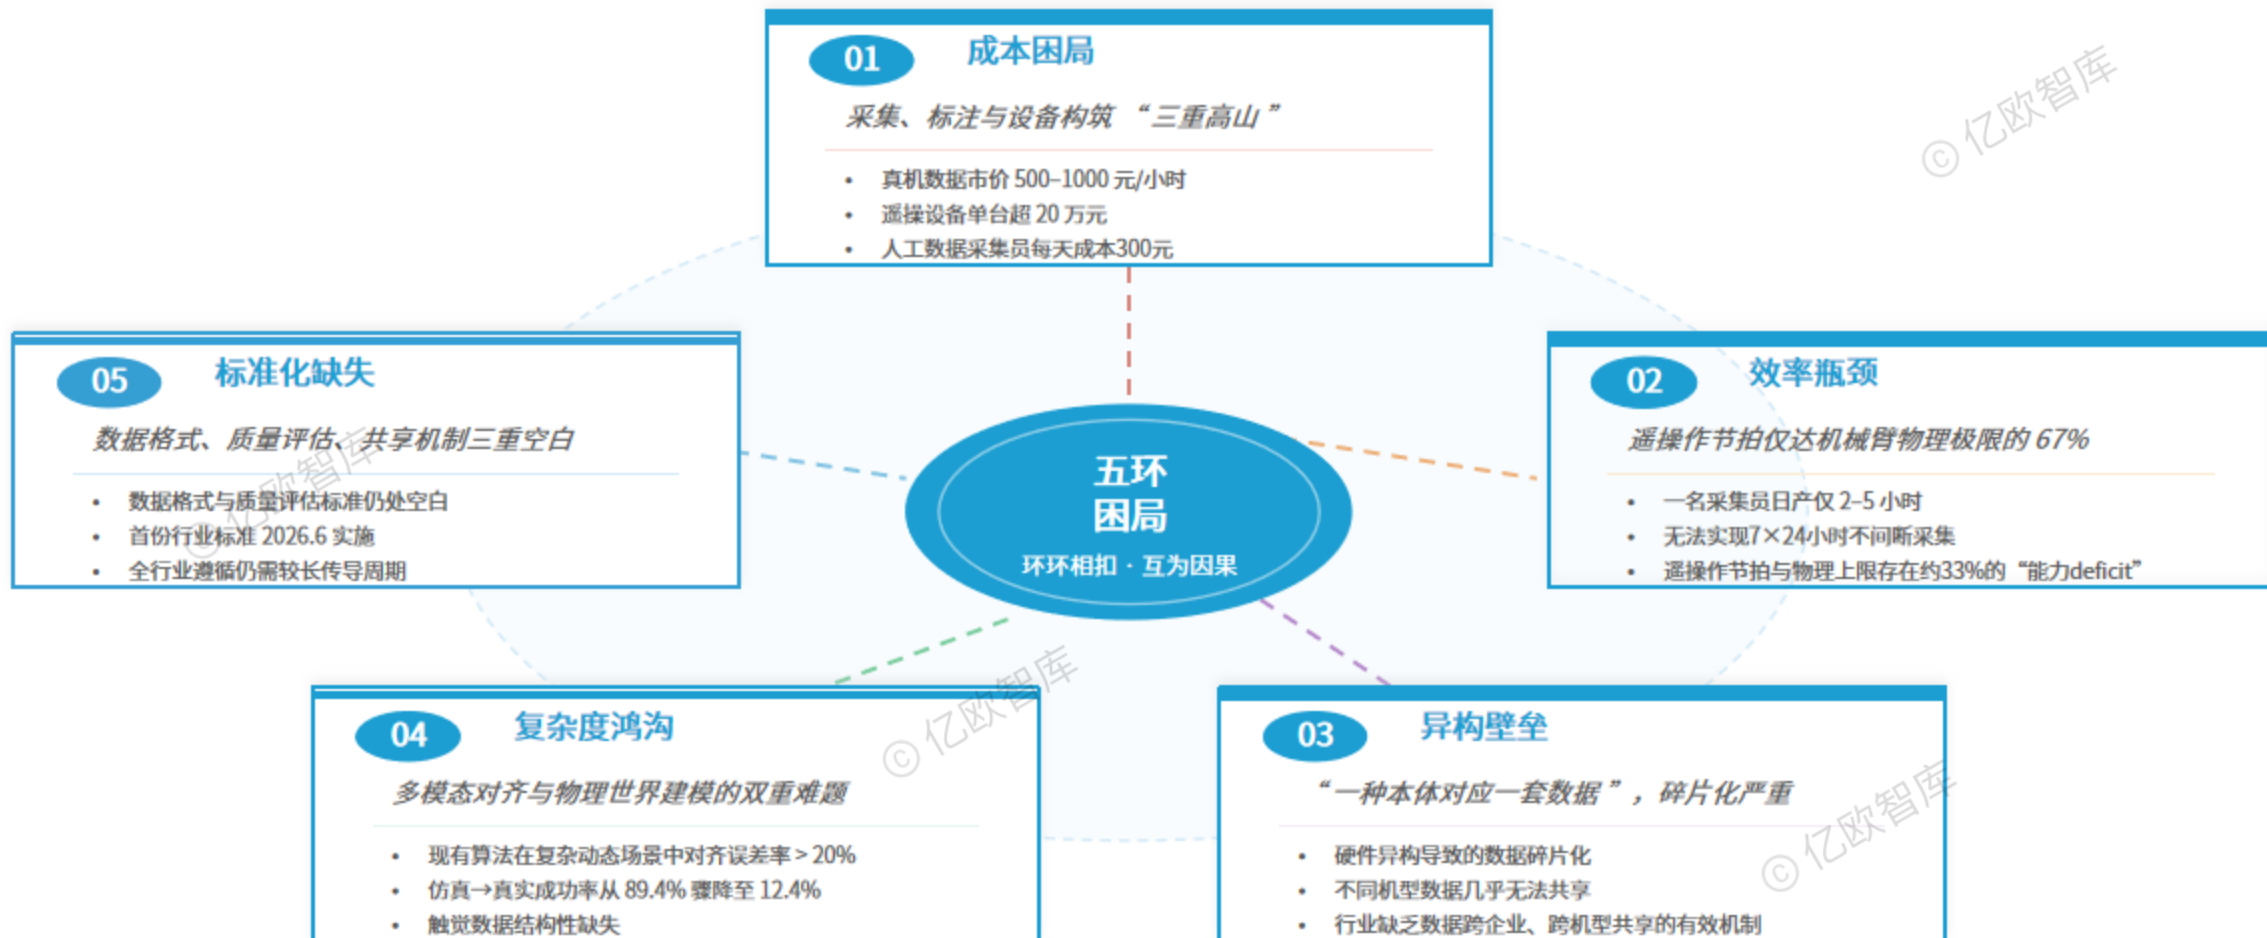 01 成本困局
采集、标注与设备构筑 “三重高山 ”
• 真机数据市价 500–1000 元/小时
• 遥操设备单台超 20 万元
• 人工数据采集员每天成本300元
© 亿欧智库
05 标准化缺失
数据格式、质量评估、共享机制三重空白
• 数据格式与质量评估标准仍处空白
• 首份行业标准 2026.6 实施
• 全行业遵循仍需较长传导周期
© 亿欧智库
五环
困局
环环相扣 · 互为因果
02 效率瓶颈
遥操作节拍仅达机械臂物理极限的 67%
• 一名采集员日产仅 2–5 小时
• 无法实现7×24小时不间断采集
• 遥操作节拍与物理上限存在约33%的“能力deficit”
04 复杂度鸿沟
多模态对齐与物理世界建模的双重难题
• 现有算法在复杂动态场景中对齐误差率 > 20%
• 仿真→真实成功率从 89.4% 骤降至 12.4%
• 触觉数据结构性缺失
© 亿欧智库
03 异构壁垒
“一种本体对应一套数据 ”，碎片化严重
• 硬件异构导致的数据碎片化
• 不同机型数据几乎无法共享
• 行业缺乏数据跨企业、跨机型共享的有效机制
© 亿欧智库